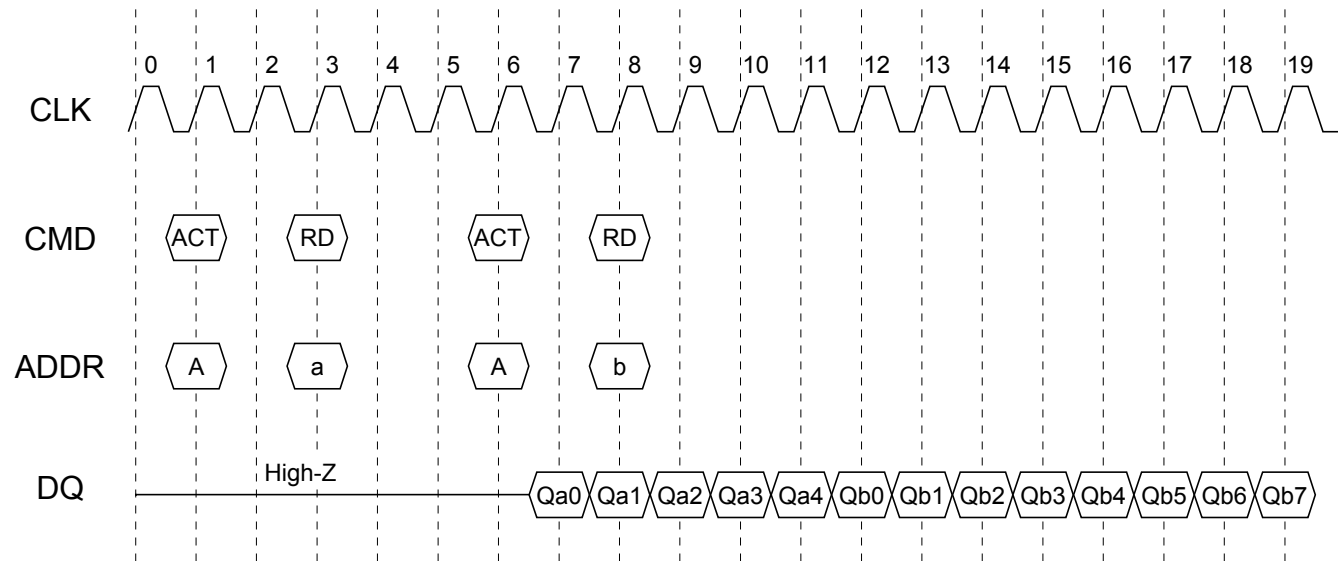 0 1 2 3 4 5 6 7 8 9 10 11 12 13 14 15 16 17 18 19
CLK
CMD ACT RD ACT RD
ADDR A a A b
High-Z
DQ Qa0 Qa1 Qa2 Qa3 Qa4 Qb0 Qb1 Qb2 Qb3 Qb4 Qb5 Qb6 Qb7